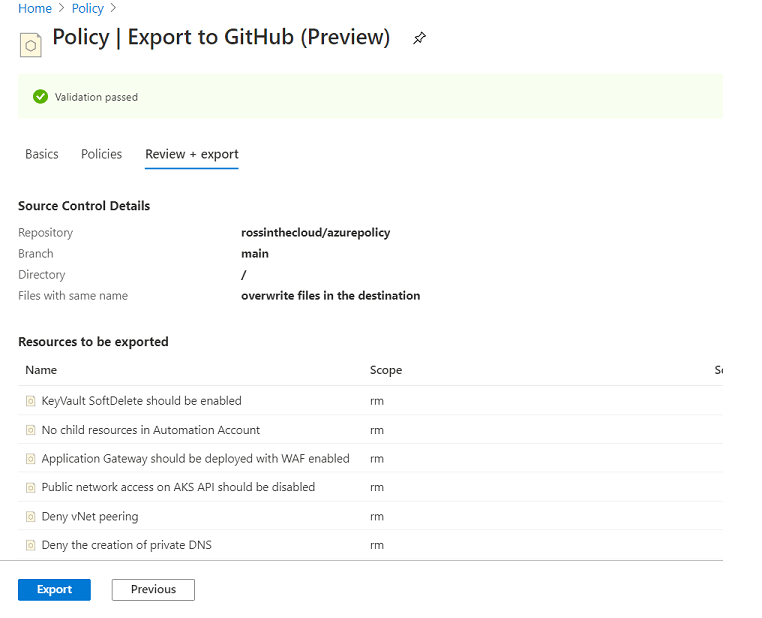 Home > Policy >
Policy | Export to GitHub (Preview)
Validation passed
Basics Policies Review + export
Source Control Details
Repository rossinthecloud/azurepolicy
Branch main
Directory /
Files with same name overwrite files in the destination
Resources to be exported
Name Scope
KeyVault SoftDelete should be enabled rm
No child resources in Automation Account rm
Application Gateway should be deployed with WAF enabled rm
Public network access on AKS API should be disabled rm
Deny vNet peering rm
Deny the creation of private DNS rm
Export Previous